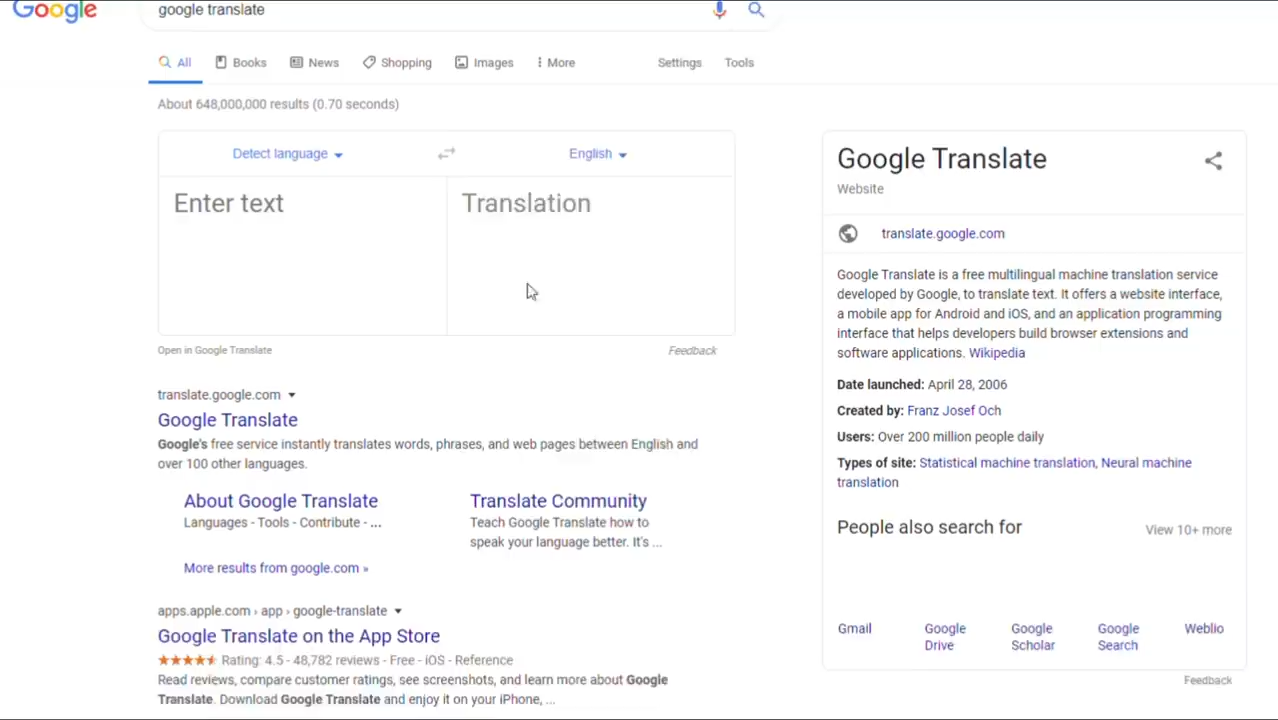 Google
google translate
All
Books
News
Shopping
Images
More
Settings
Tools
About 648,000,000 results (0.70 seconds)
Detect language
English
Enter text
Translation
Open in Google Translate
Feedback
translate.google.com
Google Translate
Google's free service instantly translates words, phrases, and web pages between English and
over 100 other languages.
About Google Translate
Languages - Tools - Contribute - ...
Translate Community
Teach Google Translate how to
speak your language better. It's ...
More results from google.com »
apps.apple.com › app › google-translate
Google Translate on the App Store
Rating: 4.5 - 48,782 reviews - Free - iOS - Reference
Read reviews, compare customer ratings, see screenshots, and learn more about Google
Translate. Download Google Translate and enjoy it on your iPhone, ...
Google Translate
Website
translate.google.com
Google Translate is a free multilingual machine translation service
developed by Google, to translate text. It offers a website interface,
a mobile app for Android and iOS, and an application programming
interface that helps developers build browser extensions and
software applications. Wikipedia
Date launched: April 28, 2006
Created by: Franz Josef Och
Users: Over 200 million people daily
Types of site: Statistical machine translation, Neural machine
translation
People also search for
View 10+ more
Gmail
Google
Drive
Google
Scholar
Google
Search
Weblio
Feedback